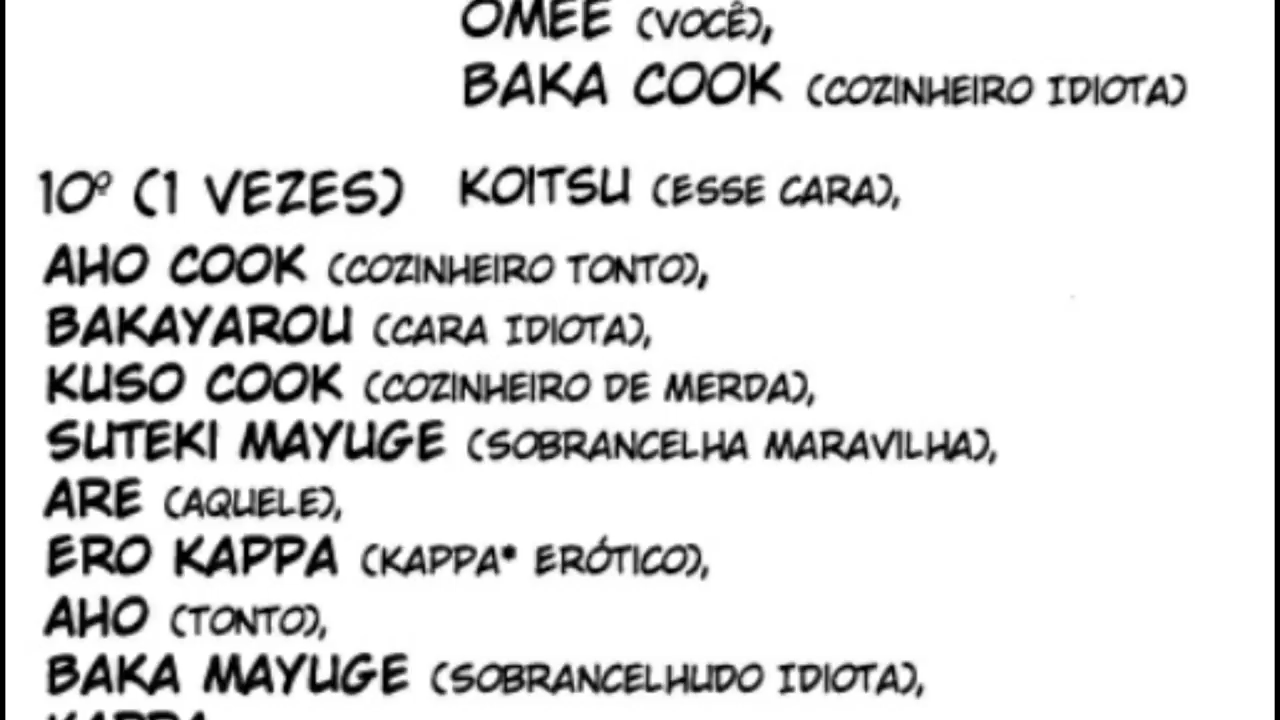 OMEE (VOCÊ),
BAKA COOK (COZINHEIRO IDIOTA)
10º (1 VEZES) KOITSU (ESSE CARA),
AHO COOK (COZINHEIRO TONTO),
BAKAYAROU (CARA IDIOTA),
KUSO COOK (COZINHEIRO DE MERDA),
SUTEKI MAYUGE (SOBRANCELHA MARAVILHA),
ARE (AQUELE),
ERO KAPPA (KAPPA* ERÓTICO),
AHO (TONTO),
BAKA MAYUGE (SOBRANCELHUDO IDIOTA),